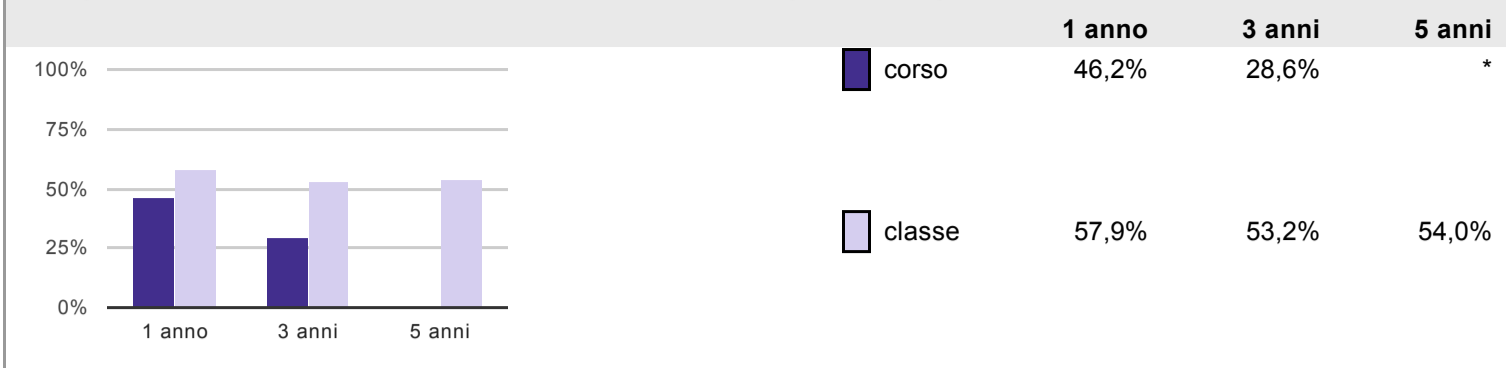 1 anno 3 anni 5 anni
100%
75%
50%
25%
0%
1 anno 3 anni 5 anni
corso 46,2% 28,6% *
classe 57,9% 53,2% 54,0%